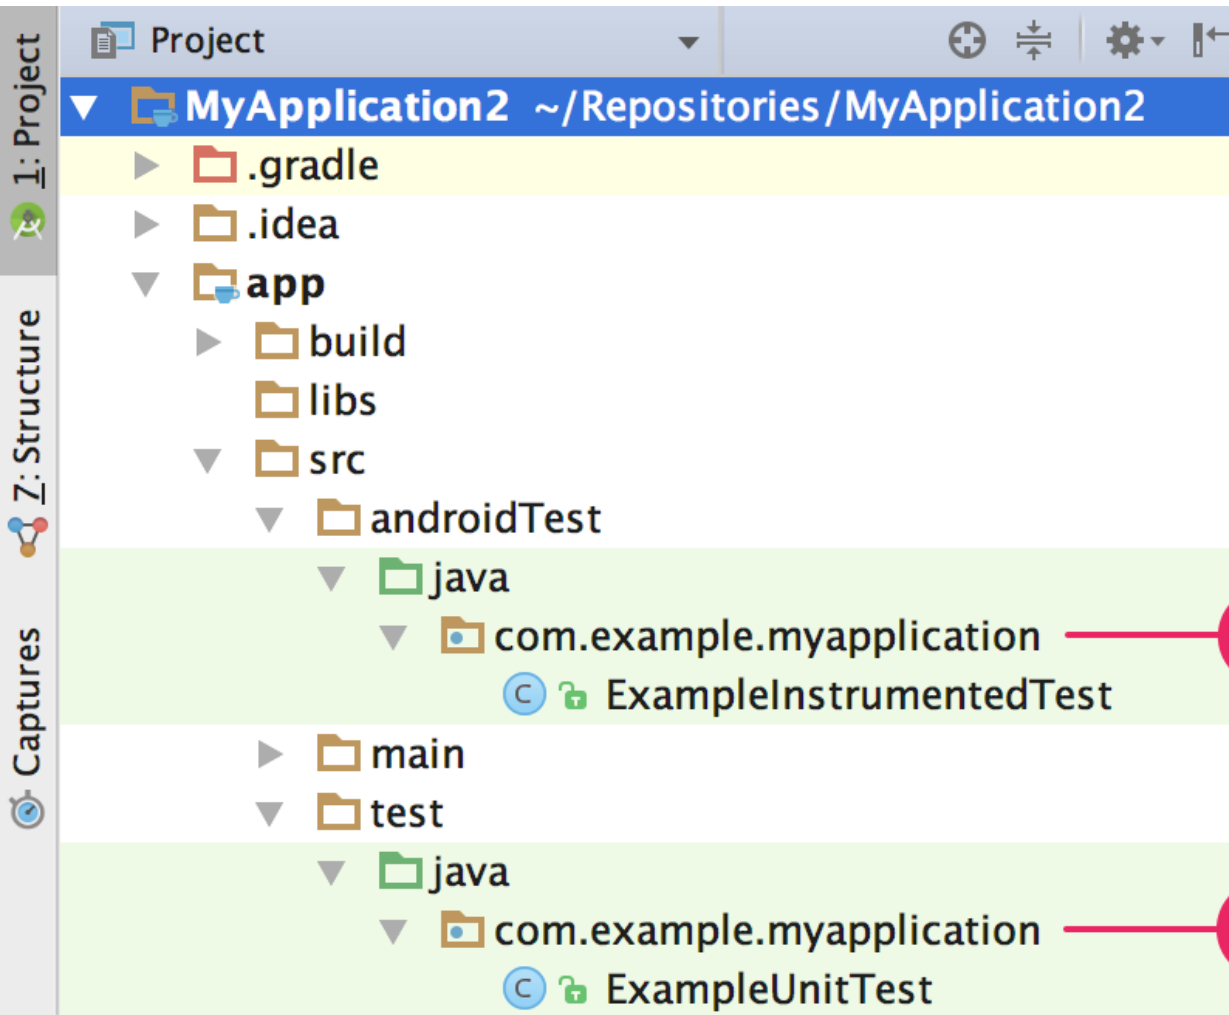 Project
MyApplication2 ~/Repositories/MyApplication2
.gradle
.idea
app
build
libs
src
androidTest
java
com.example.myapplication
ExampleInstrumentedTest
main
test
java
com.example.myapplication
ExampleUnitTest
1: Project
7: Structure
Captures